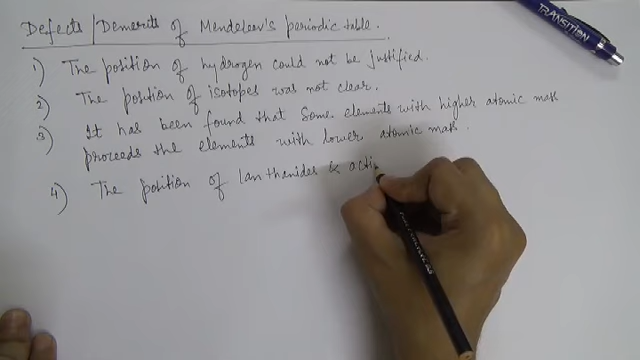 Defects / Demerits of Mendeleev's periodic table.
1) The position of hydrogen could not be justified.
2) The position of isotopes was not clear.
3) It has been found that some elements with higher atomic mass
proceeds the elements with lower atomic mass.
4) The position of lanthanides & acti
TRANSITION